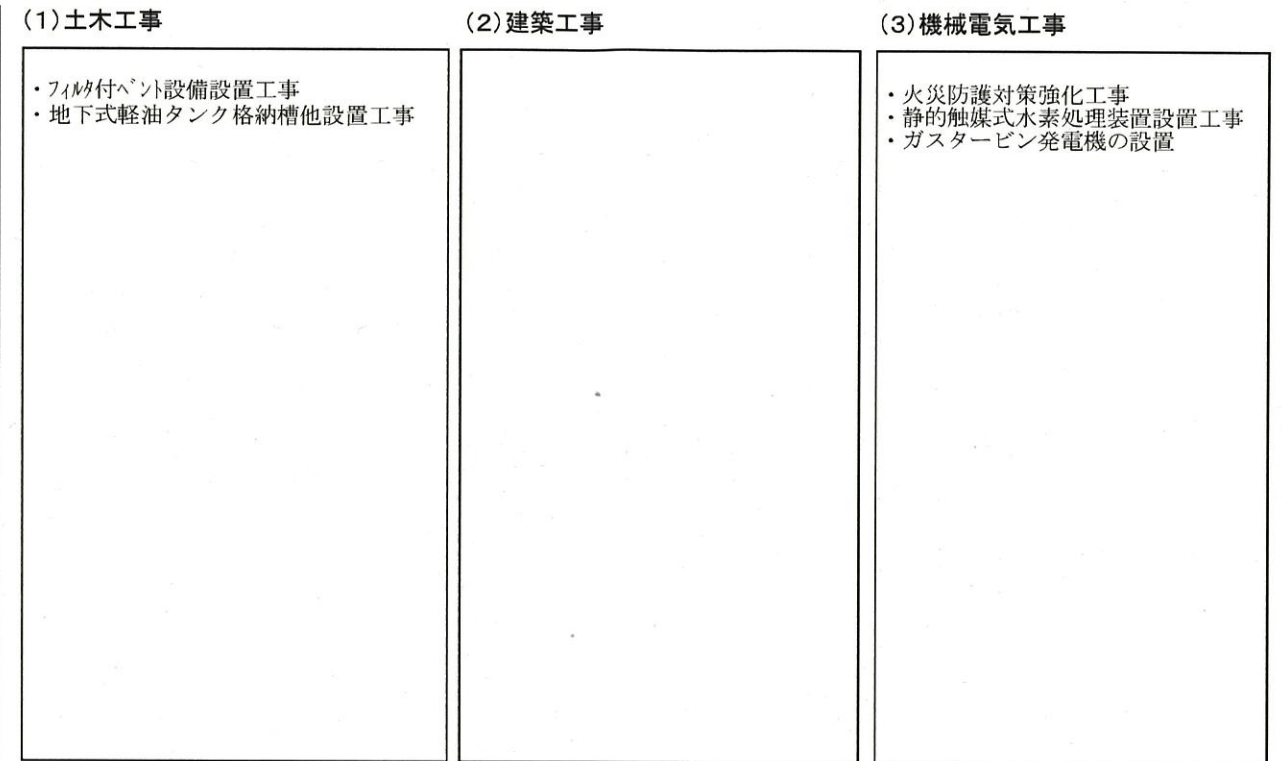 (1)土木工事
・フィルタ付ベント設備設置工事
・地下式軽油タンク格納槽他設置工事
(2)建築工事
(3)機械電気工事
・火災防護対策強化工事
・静的触媒式水素処理装置設置工事
・ガスタービン発電機の設置